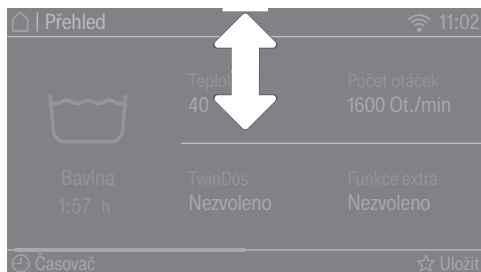 | Přehled 11:02
Teplot Počet otáček
40 1600 Ot./min
Bavlna TwinDos Funkce extra
1:57 h Nezvoleno Nezvoleno
Časovač Uložit